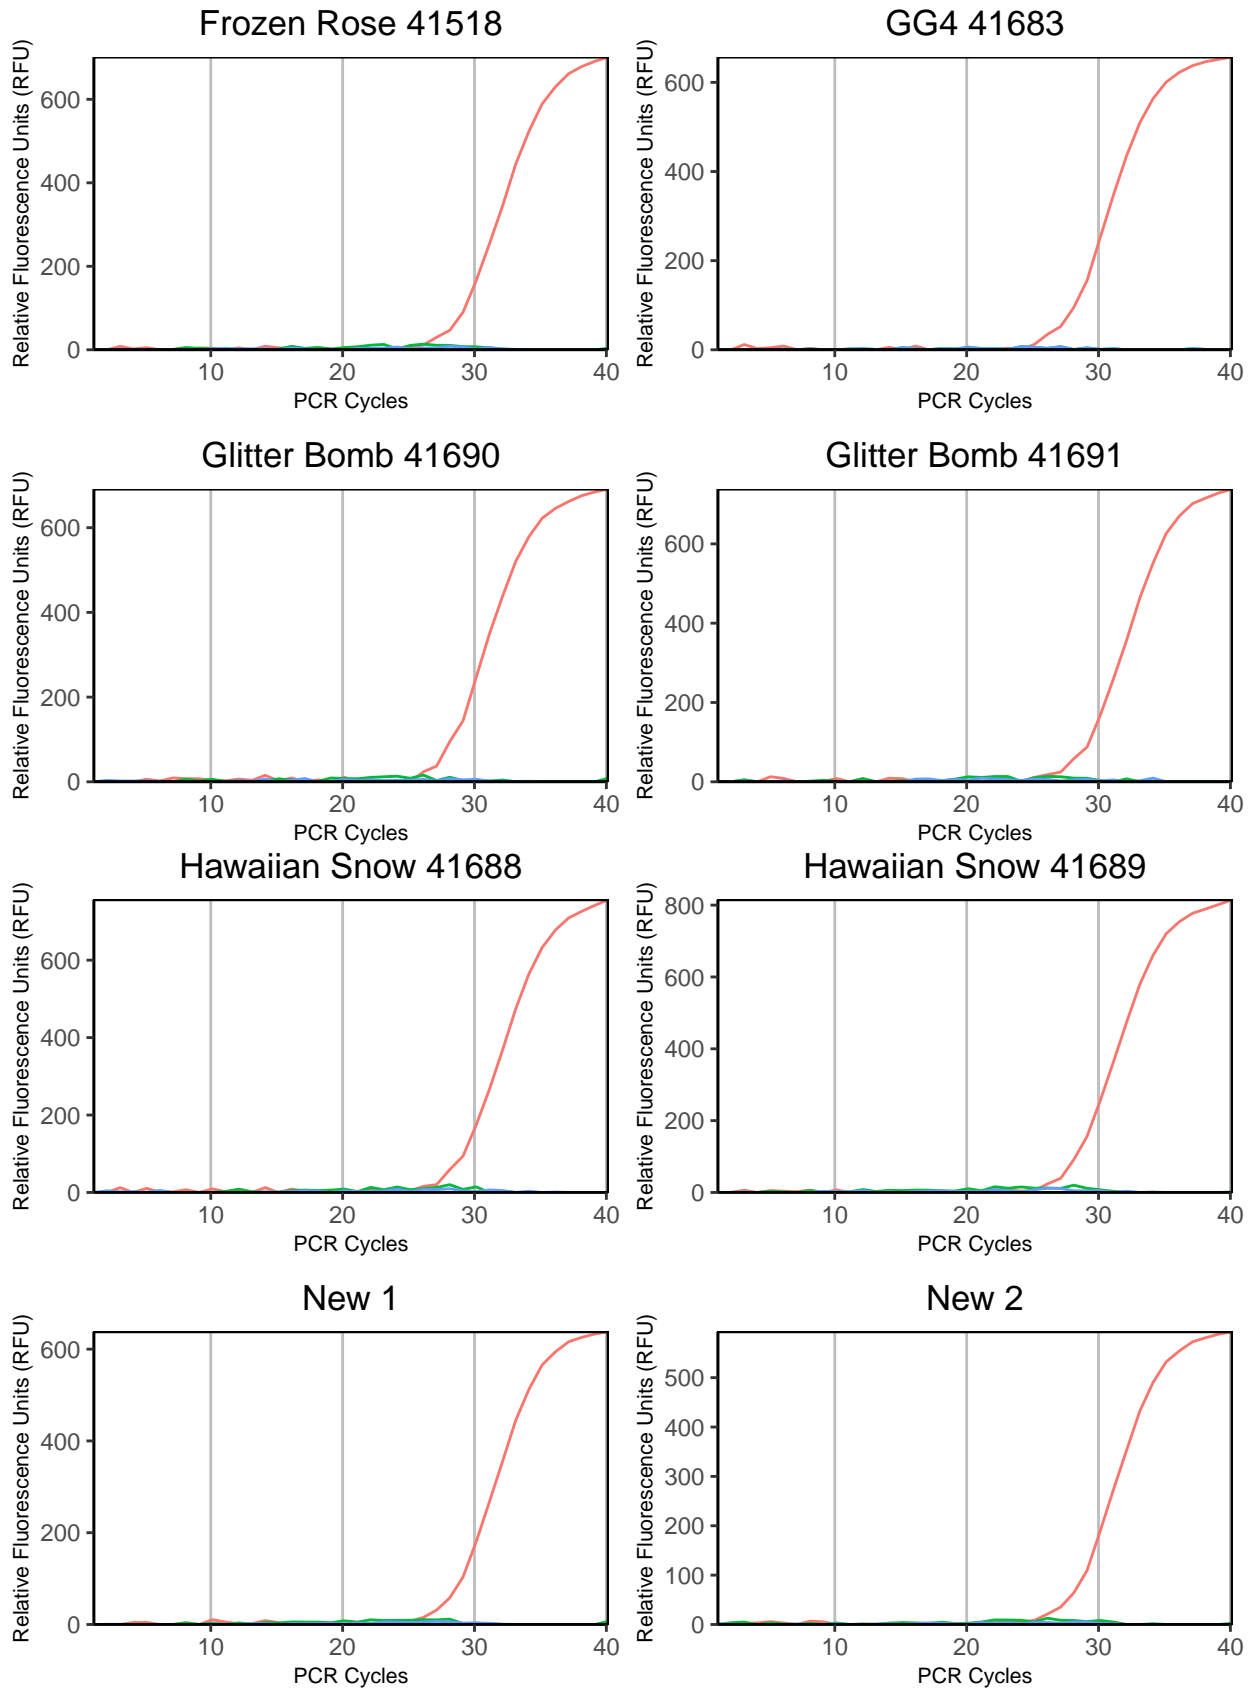 Frozen Rose 41518
Relative Fluorescence Units (RFU)
600
400
200
0
10 20 30 40
PCR Cycles
GG4 41683
Relative Fluorescence Units (RFU)
600
400
200
0
10 20 30 40
PCR Cycles
Glitter Bomb 41690
Relative Fluorescence Units (RFU)
600
400
200
0
10 20 30 40
PCR Cycles
Glitter Bomb 41691
Relative Fluorescence Units (RFU)
600
400
200
0
10 20 30 40
PCR Cycles
Hawaiian Snow 41688
Relative Fluorescence Units (RFU)
600
400
200
0
10 20 30 40
PCR Cycles
Hawaiian Snow 41689
Relative Fluorescence Units (RFU)
800
600
400
200
0
10 20 30 40
PCR Cycles
New 1
Relative Fluorescence Units (RFU)
600
400
200
0
10 20 30 40
PCR Cycles
New 2
Relative Fluorescence Units (RFU)
500
400
300
200
100
0
10 20 30 40
PCR Cycles